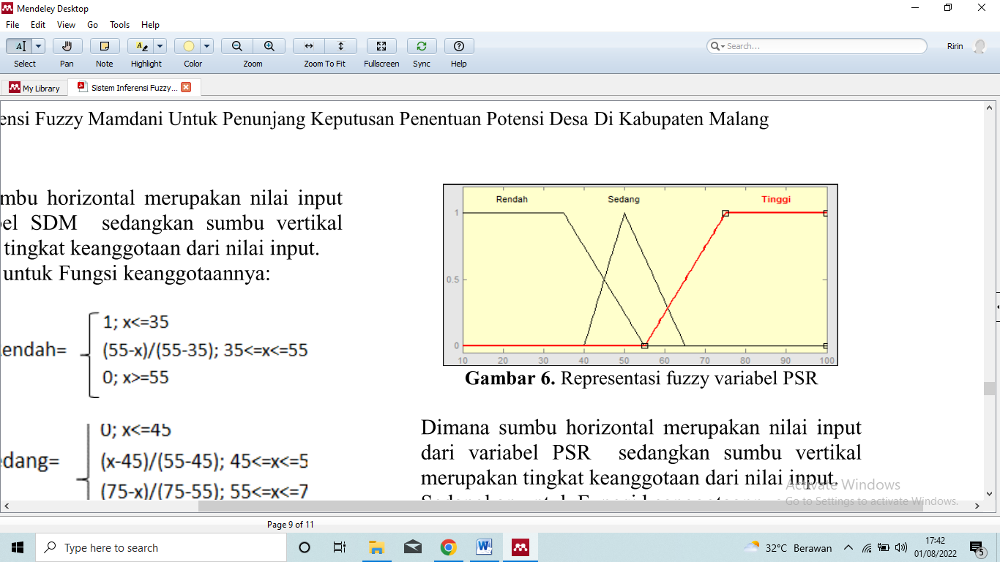 Mendeley Desktop
File Edit View Go Tools Help
Search...
Ririn
Select Pan Note Highlight Color Zoom Zoom To Fit Fullscreen Sync Help
My Library
Sistem Inferensi Fuzzy...
ensi Fuzzy Mamdani Untuk Penunjang Keputusan Penentuan Potensi Desa Di Kabupaten Malang
mbu horizontal merupakan nilai input
el SDM sedangkan sumbu vertikal
tingkat keanggotaan dari nilai input.
untuk Fungsi keanggotaannya:
endah=
1; x<=35
(55-x)/(55-35); 35<=x<=55
0; x>=55
edang=
0; x<=45
(x-45)/(55-45); 45<=x<=5
(75-x)/(75-55); 55<=x<=7
Rendah Sedang Tinggi
1
0.5
0
10 20 30 40 50 60 70 80 90 100
Gambar 6. Representasi fuzzy variabel PSR
Dimana sumbu horizontal merupakan nilai input
dari variabel PSR sedangkan sumbu vertikal
merupakan tingkat keanggotaan dari nilai input.
Activate Windows
Go to Settings to activate Windows.
Page 9 of 11
Type here to search
32°C Berawan
17:42
01/08/2022
5